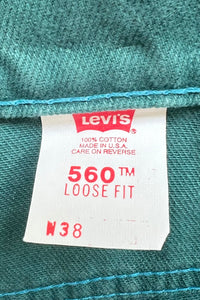 LEVI'S
100% COTTON
MADE IN U.S.A.
CARE ON REVERSE
560™
LOOSE FIT
W38